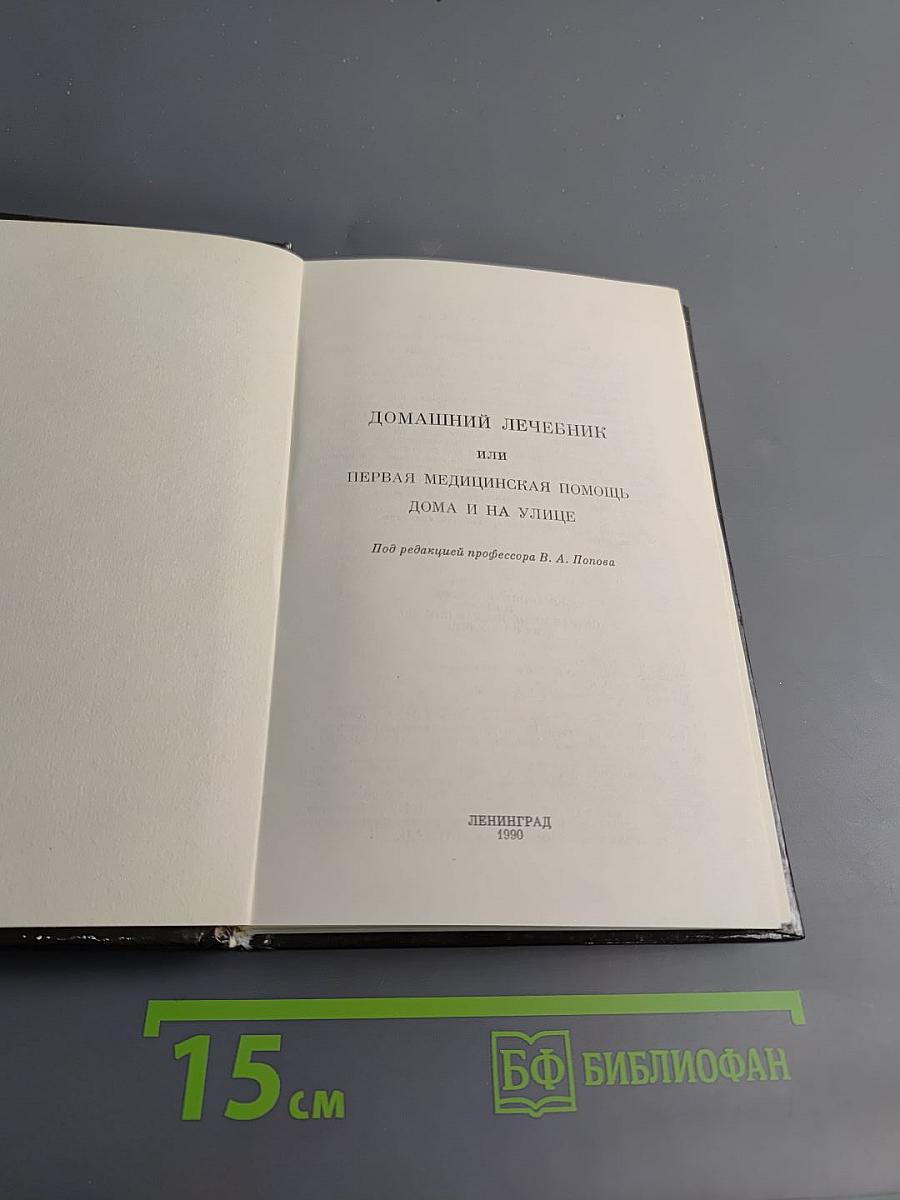 ДОМАШНИЙ ЛЕЧЕБНИК
ИЛИ
ПЕРВАЯ МЕДИЦИНСКАЯ ПОМОЩЬ
ДОМА И НА УЛИЦЕ
Под редакцией профессора В. А. Попова
ЛЕНИНГРАД
1990
15 см
БФ БИБЛИОФАН